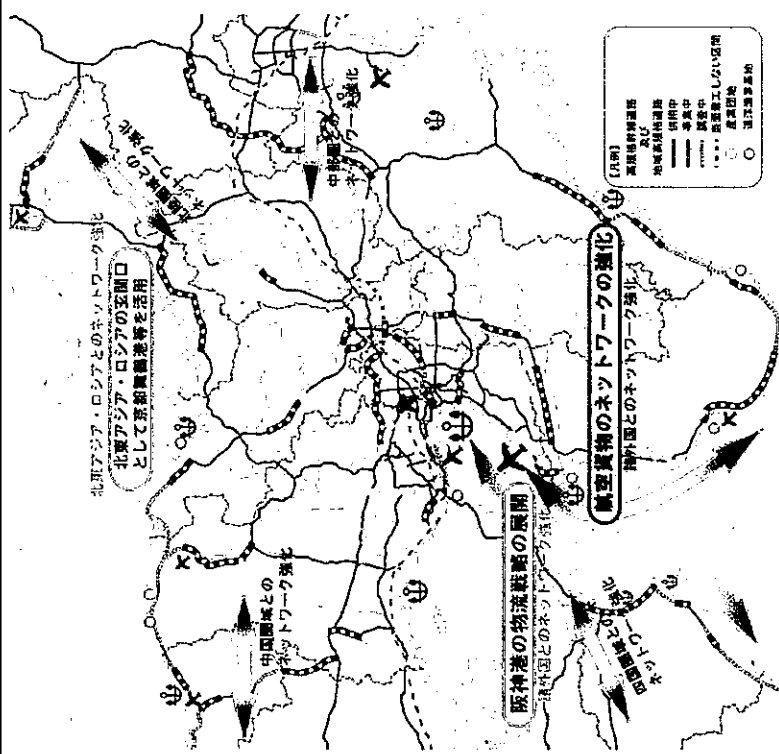 北東アジア・ロシアとのネットワーク強化
北東アジア・ロシアの玄関口
として京都舞鶴港等を活用
北陸圏域との
ネットワーク強化
中部圏との
ネットワーク強化
中国圏域との
ネットワーク強化
阪神港の物流戦略の展開
諸外国とのネットワーク強化
四国圏域との
ネットワーク強化
航空貨物のネットワークの強化
諸外国とのネットワーク強化
【凡例】
高規格幹線道路
及び
地域高規格道路
供用中
事業中
調査中
当面着工しない区間
産業団地